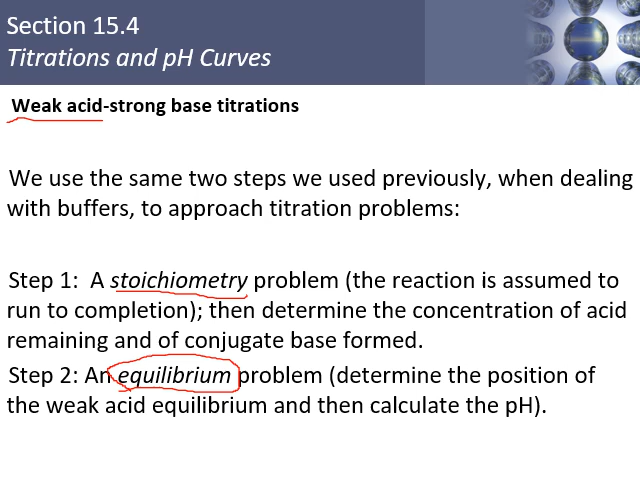 Section 15.4
Titrations and pH Curves
Weak acid-strong base titrations
We use the same two steps we used previously, when dealing
with buffers, to approach titration problems:
Step 1: A stoichiometry problem (the reaction is assumed to
run to completion); then determine the concentration of acid
remaining and of conjugate base formed.
Step 2: An equilibrium problem (determine the position of
the weak acid equilibrium and then calculate the pH).